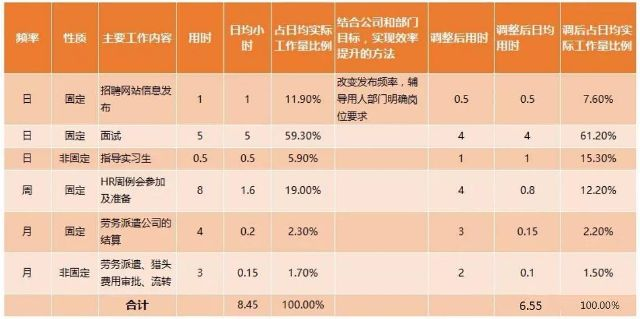 频率 性质 主要工作内容 用时 日均小时 占日均实际工作量比例 结合公司和部门目标，实现效率提升的方法 调整后用时 调整后日均用时 调后占日均实际工作量比例
日 固定 招聘网站信息发布 1 1 11.90% 改变发布频率，辅导用人部门明确岗位要求 0.5 0.5 7.60%
日 固定 面试 5 5 59.30% 4 4 61.20%
日 非固定 指导实习生 0.5 0.5 5.90% 1 1 15.30%
周 固定 HR周例会参加及准备 8 1.6 19.00% 4 0.8 12.20%
月 固定 劳务派遣公司的结算 4 0.2 2.30% 3 0.15 2.20%
月 非固定 劳务派遣、猎头费用审批、流转 3 0.15 1.70% 2 0.1 1.50%
合计 8.45 100.00% 6.55 100.00%